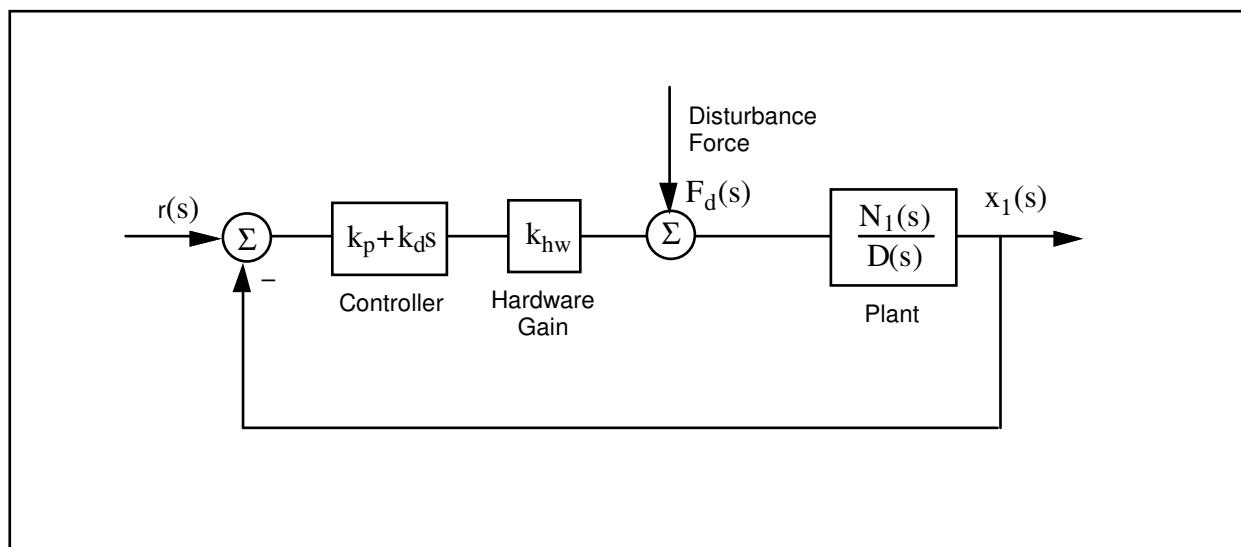 Disturbance
Force
F_d(s)
r(s)
Σ
−
k_p+k_ds
Controller
k_hw
Hardware
Gain
Σ
N_1(s)
D(s)
Plant
x_1(s)